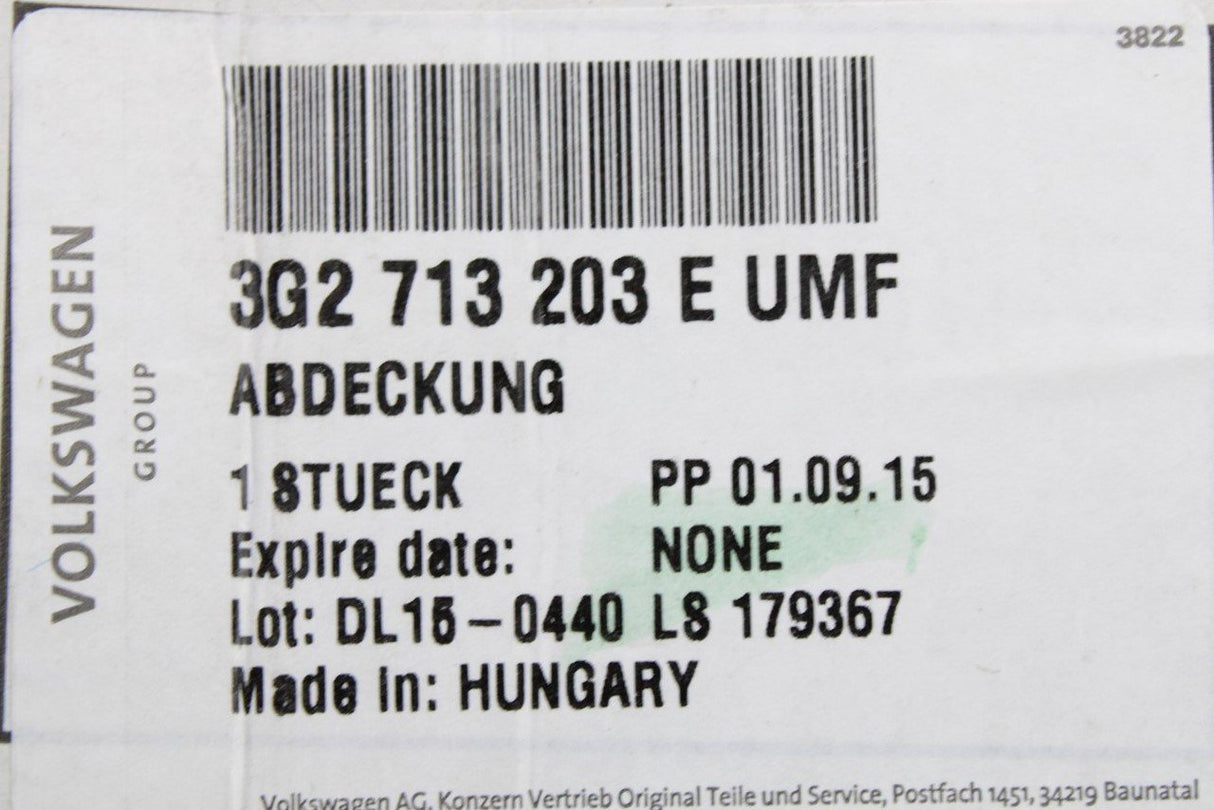 3822
VOLKSWAGEN
GROUP
3G2 713 203 E UMF
ABDECKUNG
1 STUECK PP 01.09.15
Expire date: NONE
Lot: DL15-0440 LS 179367
Made in: HUNGARY
Volkswagen AG, Konzern Vertrieb Original Teile und Service, Postfach 1451, 34219 Baunatal